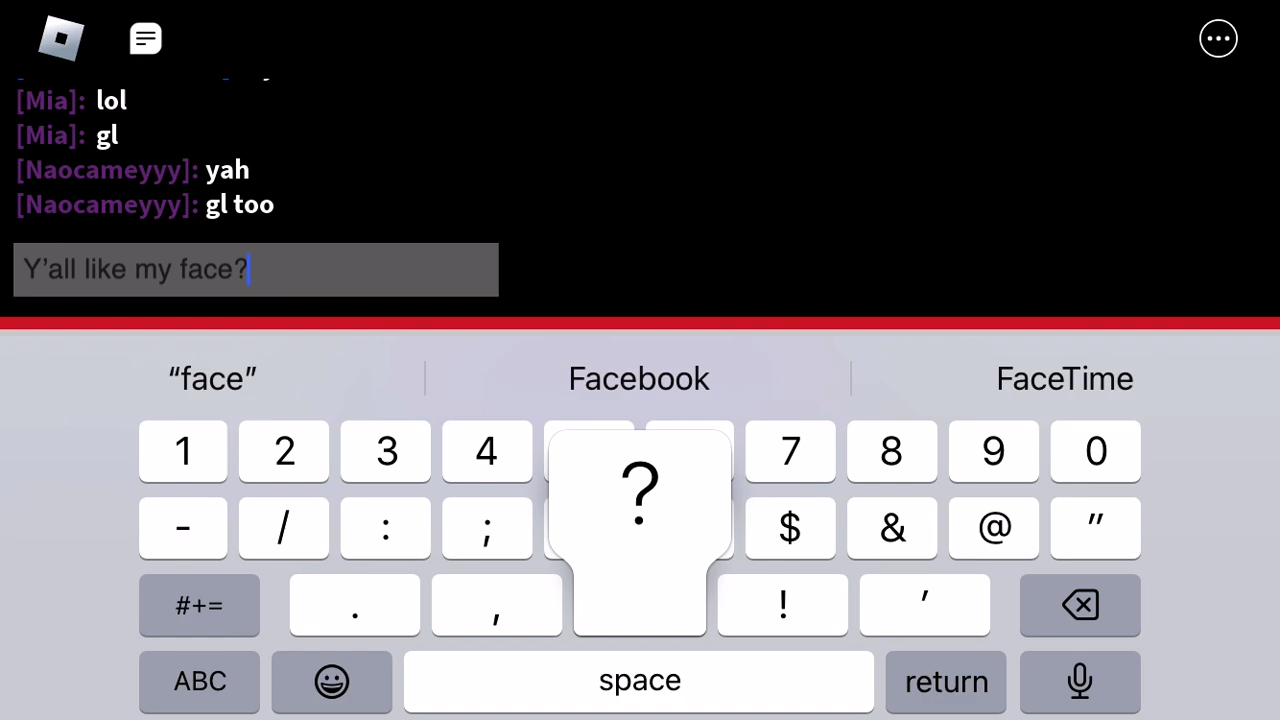 [Mia]: lol
[Mia]: gl
[Naocameyyy]: yah
[Naocameyyy]: gl too
Y’all like my face?
“face” Facebook FaceTime
1 2 3 4 7 8 9 0
- / : ; $ & @ "
#+= . , ? ! ’
ABC space return